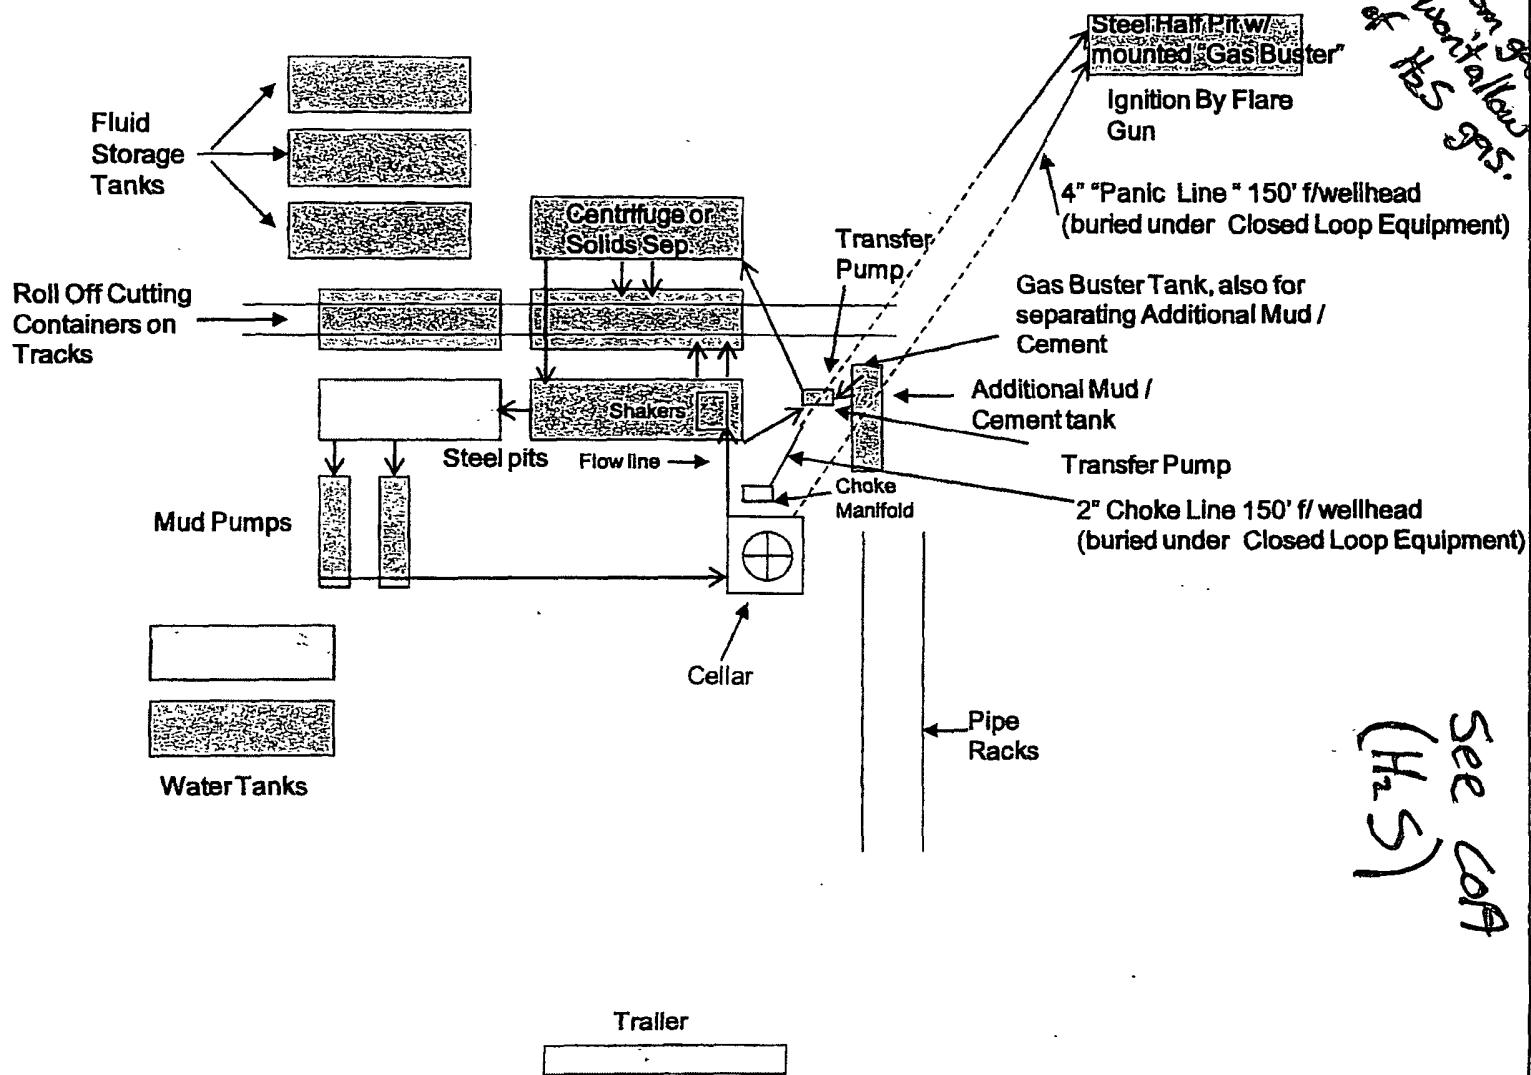 Steel Half Pit w/
mounted "Gas Buster"
Ignition By Flare
Gun
won't allow
of H2S gas.
Fluid
Storage
Tanks
4" "Panic Line " 150' f/wellhead
(buried under Closed Loop Equipment)
Centrifuge or
Solids Sep
Transfer
Pump
Roll Off Cutting
Containers on
Tracks
Gas Buster Tank, also for
separating Additional Mud /
Cement
Additional Mud /
Cement tank
Shakers
Steel pits
Flow line
Transfer Pump
Choke
Manifold
2" Choke Line 150' f/ wellhead
(buried under Closed Loop Equipment)
Mud Pumps
Cellar
Pipe
Racks
Water Tanks
See COA
(H2S)
Trailer